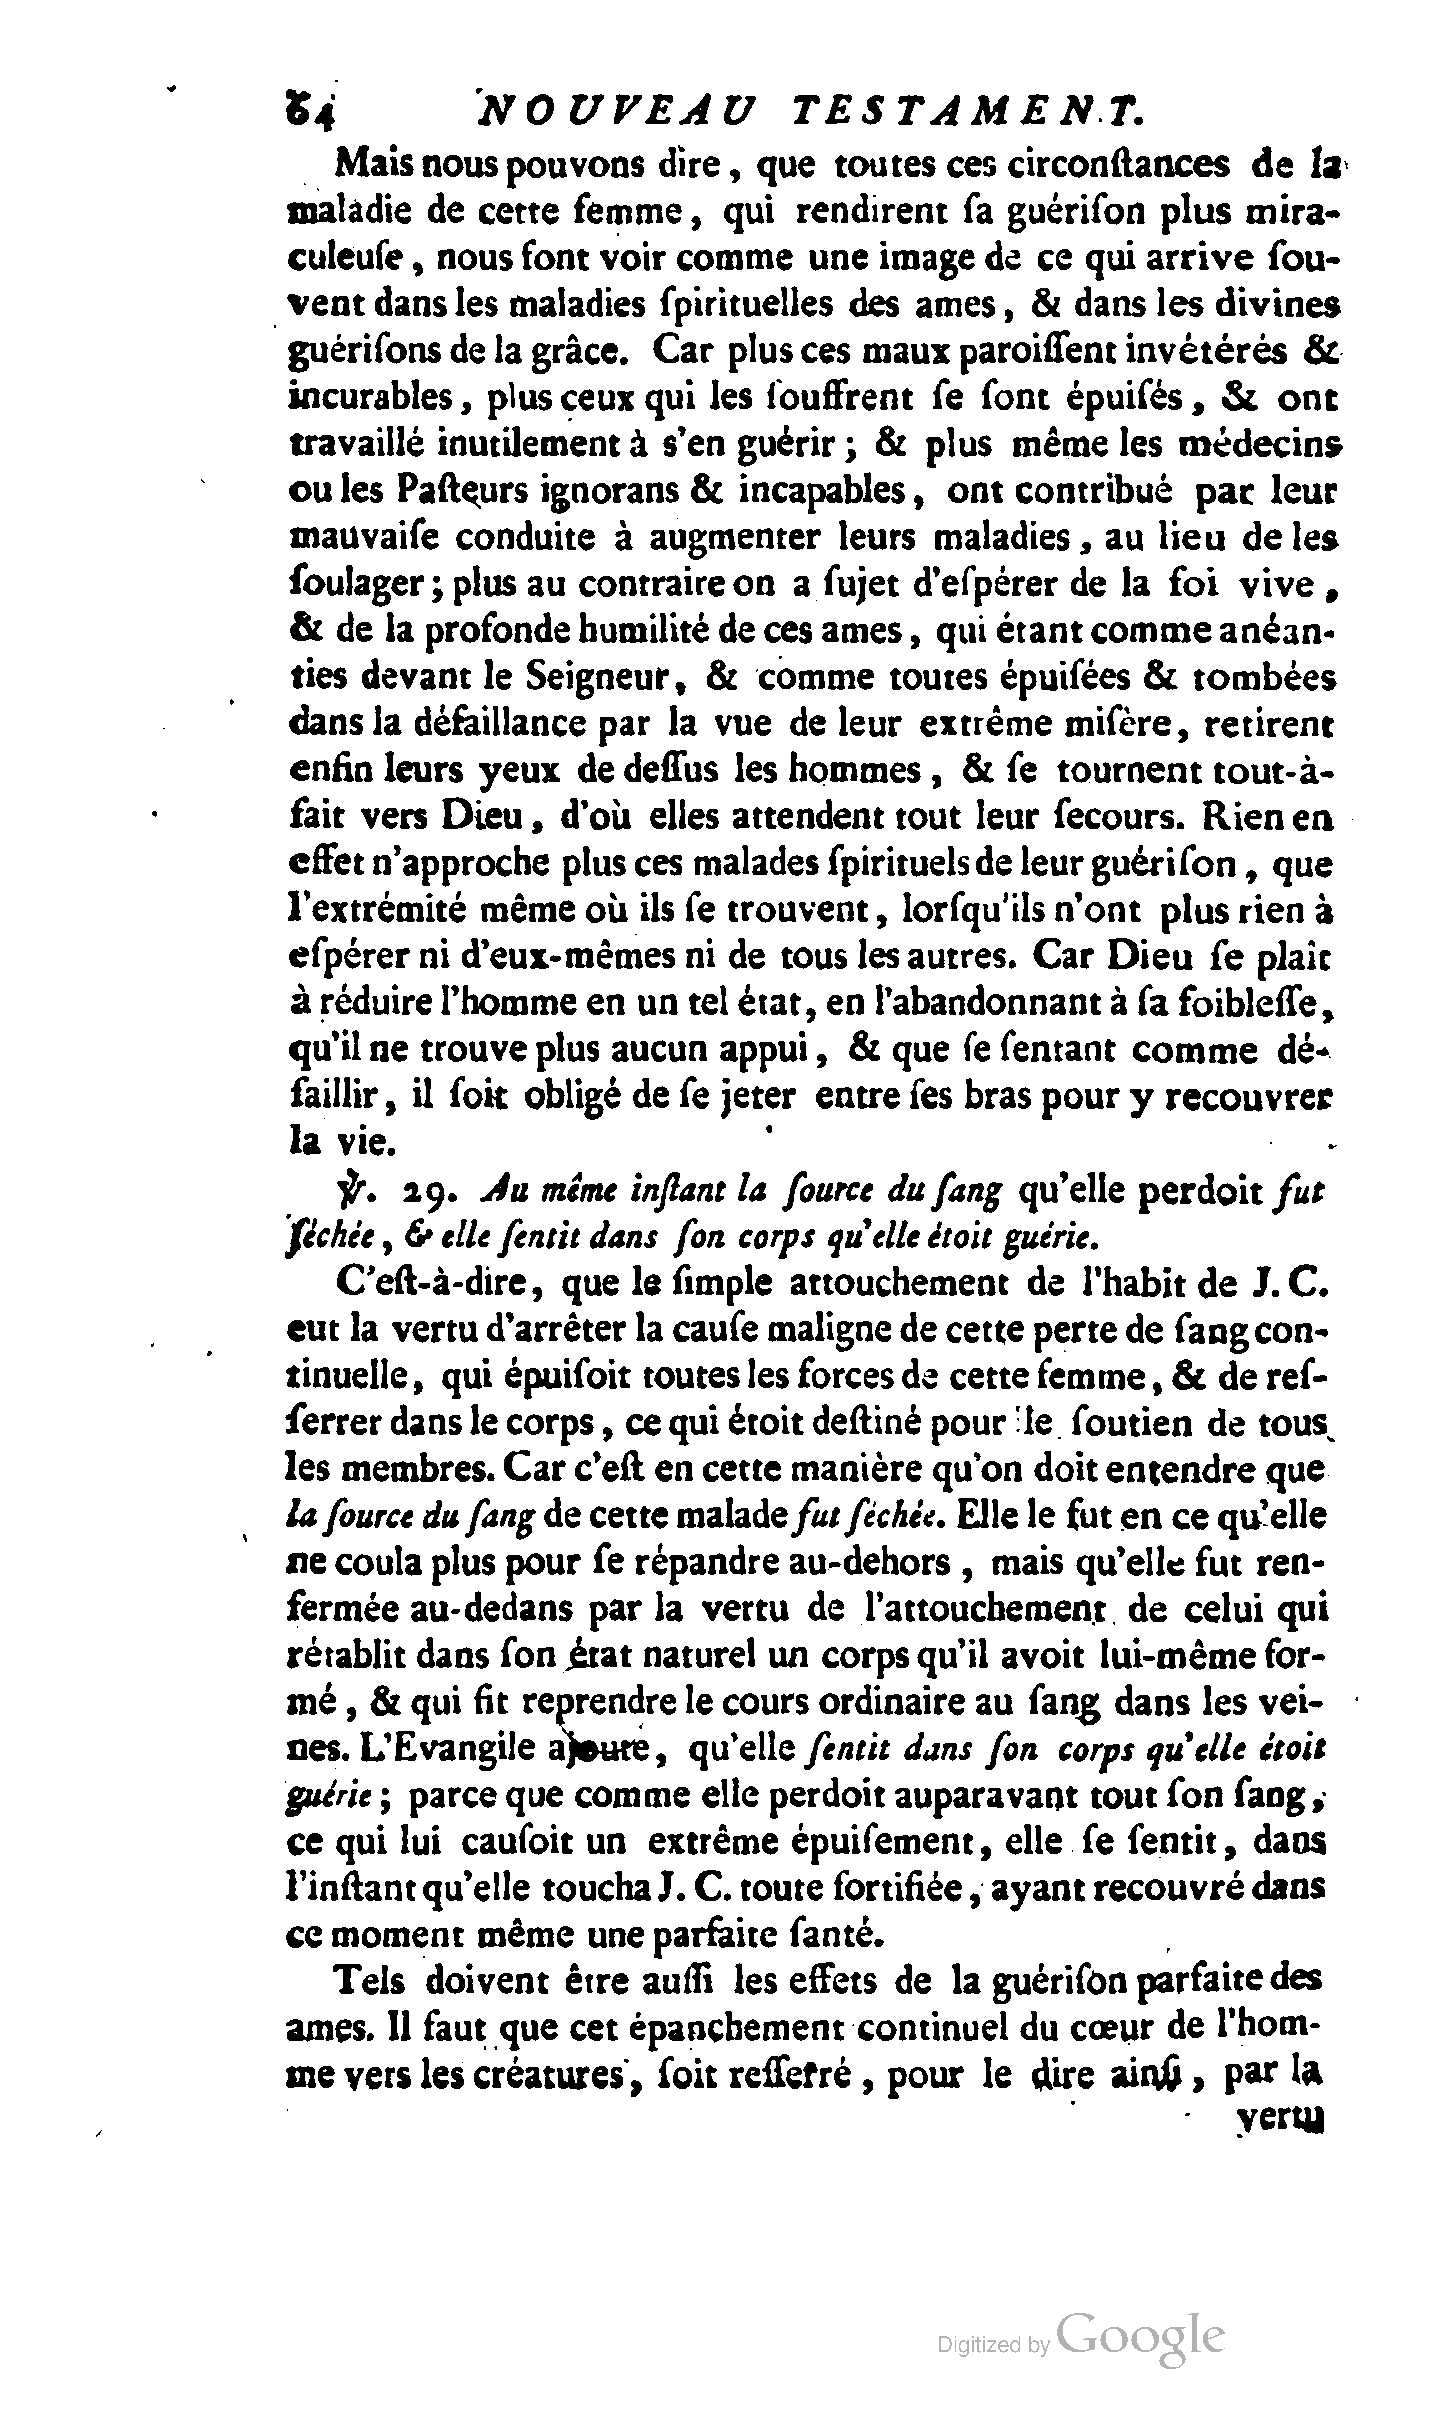 64 NOUVEAU TESTAMENT.
Mais nous pouvons dire, que toutes ces circonſtances de la
maladie de cette femme, qui rendirent ſa guériſon plus mira-
culeuſe, nous font voir comme une image de ce qui arrive ſou-
vent dans les maladies ſpirituelles des ames, & dans les divines
guériſons de la grâce. Car plus ces maux paroiſſent invétérés &
incurables, plus ceux qui les ſouffrent ſe ſont épuiſés, & ont
travaillé inutilement à s'en guérir; & plus même les médecins
ou les Paſteurs ignorans & incapables, ont contribué par leur
mauvaiſe conduite à augmenter leurs maladies, au lieu de les
ſoulager; plus au contraire on a ſujet d'eſpérer de la foi vive,
& de la profonde humilité de ces ames, qui étant comme anéan-
ties devant le Seigneur, & comme toutes épuiſées & tombées
dans la défaillance par la vue de leur extrême miſère, retirent
enfin leurs yeux de deſſus les hommes, & ſe tournent tout-à-
fait vers Dieu, d'où elles attendent tout leur ſecours. Rien en
effet n'approche plus ces malades ſpirituels de leur guériſon, que
l'extrémité même où ils ſe trouvent, lorſqu'ils n'ont plus rien à
eſpérer ni d'eux-mêmes ni de tous les autres. Car Dieu ſe plaît
à réduire l'homme en un tel état, en l'abandonnant à ſa foibleſſe,
qu'il ne trouve plus aucun appui, & que ſe ſentant comme dé-
faillir, il ſoit obligé de ſe jeter entre ſes bras pour y recouvrer
la vie.
℣. 29. Au même inſtant la ſource du ſang qu'elle perdoit fut
ſéchée, & elle ſentit dans ſon corps qu'elle étoit guérie.
C'eſt-à-dire, que le ſimple attouchement de l'habit de J. C.
eut la vertu d'arrêter la cauſe maligne de cette perte de ſang con-
tinuelle, qui épuiſoit toutes les forces de cette femme, & de reſ-
ſerrer dans le corps, ce qui étoit deſtiné pour le ſoutien de tous
les membres. Car c'eſt en cette manière qu'on doit entendre que
la ſource du ſang de cette malade fut ſéchée. Elle le fut en ce qu'elle
ne coula plus pour ſe répandre au-dehors, mais qu'elle fut ren-
fermée au-dedans par la vertu de l'attouchement de celui qui
rétablit dans ſon état naturel un corps qu'il avoit lui-même for-
mé, & qui fit reprendre le cours ordinaire au ſang dans les vei-
nes. L'Evangile ajoute, qu'elle ſentit dans ſon corps qu'elle étoit
guérie; parce que comme elle perdoit auparavant tout ſon ſang,
ce qui lui cauſoit un extrême épuiſement, elle ſe ſentit, dans
l'inſtant qu'elle toucha J. C. toute fortifiée, ayant recouvré dans
ce moment même une parfaite ſanté.
Tels doivent être auſſi les effets de la guériſon parfaite des
ames. Il faut que cet épanchement continuel du cœur de l'hom-
me vers les créatures, ſoit reſſerré, pour le dire ainſi, par la
vertu
Digitized by Google